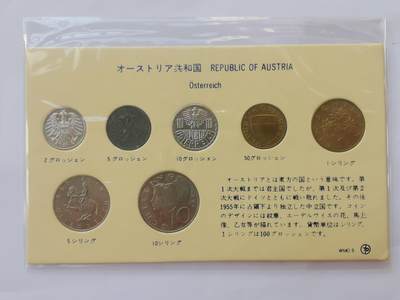 オーストリア共和国 REPUBLIC OF AUSTRIA
Österreich
2グロッシェン 5グロッシェン 10グロッシェン 50グロッシェン 1シリング
10
5シリング 10シリング
オーストリアとは東方の国という意味です。第
1次大戦までは君主国でしたが、第1次及び第2
次大戦にドイツとともに戦い敗れました。その後
1955年に占領下より独立した中立国です。コイン
のデザインには紋章、エーデルワイスの花、馬上
像、乙女等が描れています。貨幣単位はシリング、
1シリングは100グロッシェンです。